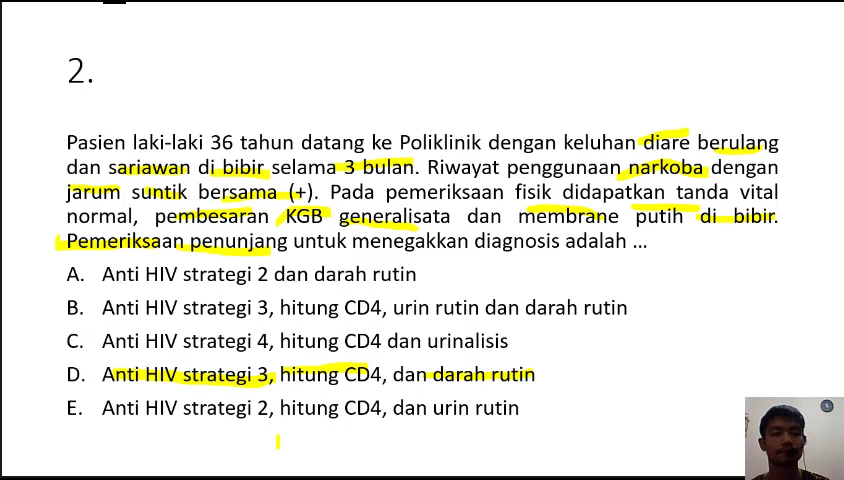 2.
Pasien laki-laki 36 tahun datang ke Poliklinik dengan keluhan diare berulang
dan sariawan di bibir selama 3 bulan. Riwayat penggunaan narkoba dengan
jarum suntik bersama (+). Pada pemeriksaan fisik didapatkan tanda vital
normal, pembesaran KGB generalisata dan membrane putih di bibir.
Pemeriksaan penunjang untuk menegakkan diagnosis adalah ...
A. Anti HIV strategi 2 dan darah rutin
B. Anti HIV strategi 3, hitung CD4, urin rutin dan darah rutin
C. Anti HIV strategi 4, hitung CD4 dan urinalisis
D. Anti HIV strategi 3, hitung CD4, dan darah rutin
E. Anti HIV strategi 2, hitung CD4, dan urin rutin